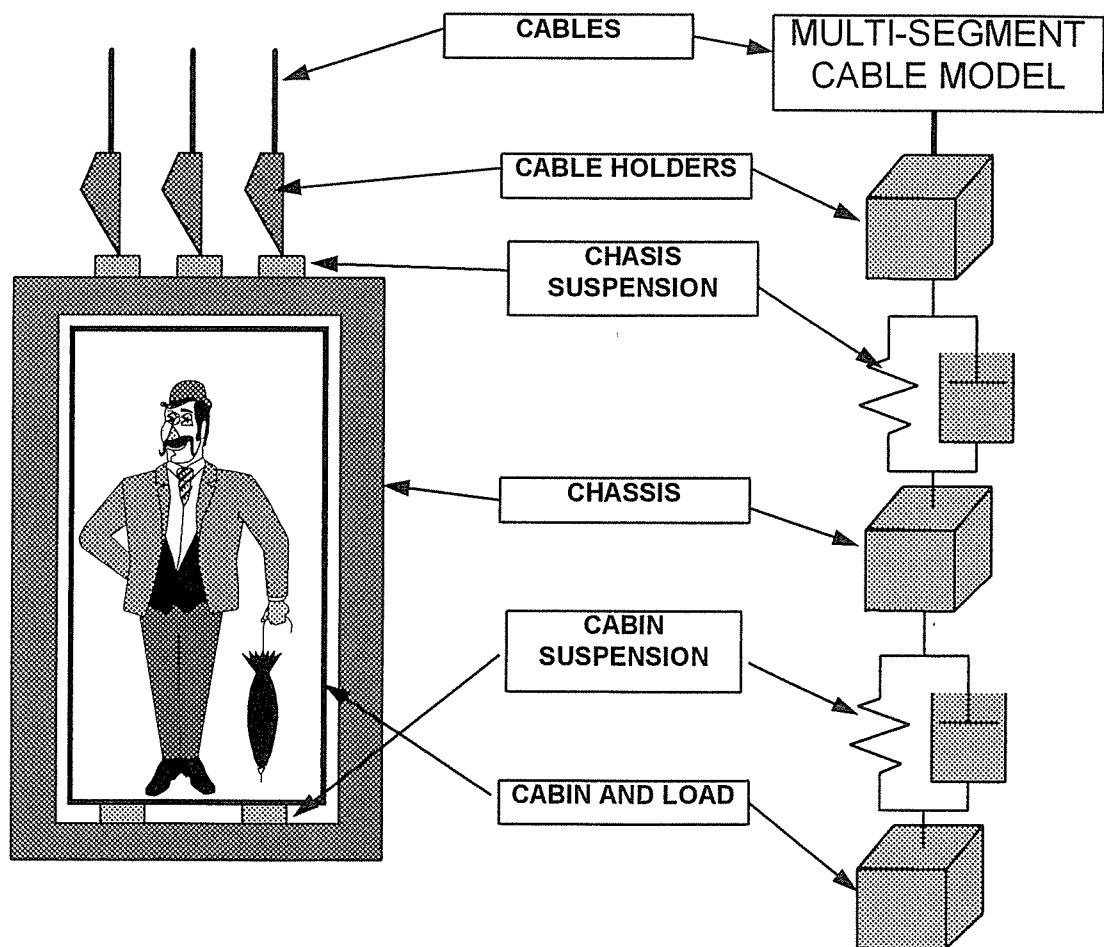 CABLES
MULTI-SEGMENT
CABLE MODEL
CABLE HOLDERS
CHASIS
SUSPENSION
CHASSIS
CABIN
SUSPENSION
CABIN AND LOAD